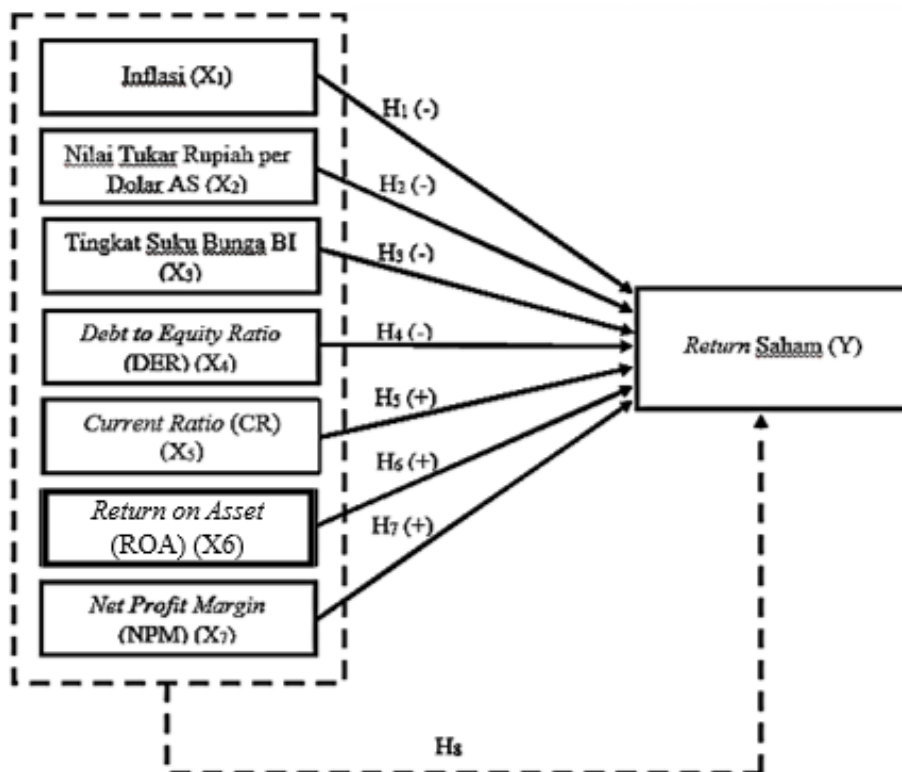 Inflasi (X₁)
H₁ (-)
Nilai Tukar Rupiah per
Dolar AS (X₂)
H₂ (-)
Tingkat Suku Bunga BI
(X₃)
H₃ (-)
Debt to Equity Ratio
(DER) (X₄)
H₄ (-)
Return Saham (Y)
Current Ratio (CR)
(X₅)
H₅ (+)
Return on Asset
(ROA) (X6)
H₆ (+)
H₇ (+)
Net Profit Margin
(NPM) (X₇)
H₈